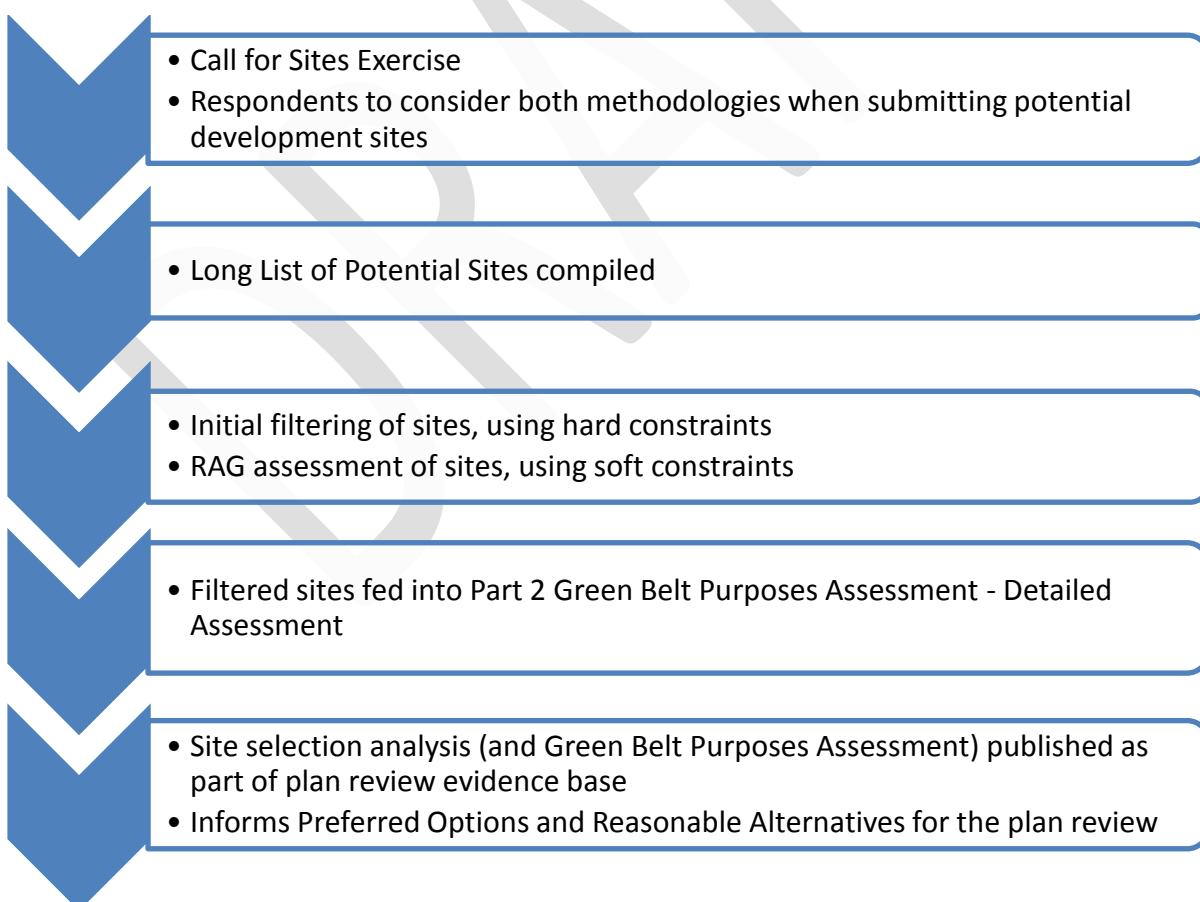 • Call for Sites Exercise
• Respondents to consider both methodologies when submitting potential
development sites
• Long List of Potential Sites compiled
• Initial filtering of sites, using hard constraints
• RAG assessment of sites, using soft constraints
• Filtered sites fed into Part 2 Green Belt Purposes Assessment - Detailed
Assessment
• Site selection analysis (and Green Belt Purposes Assessment) published as
part of plan review evidence base
• Informs Preferred Options and Reasonable Alternatives for the plan review